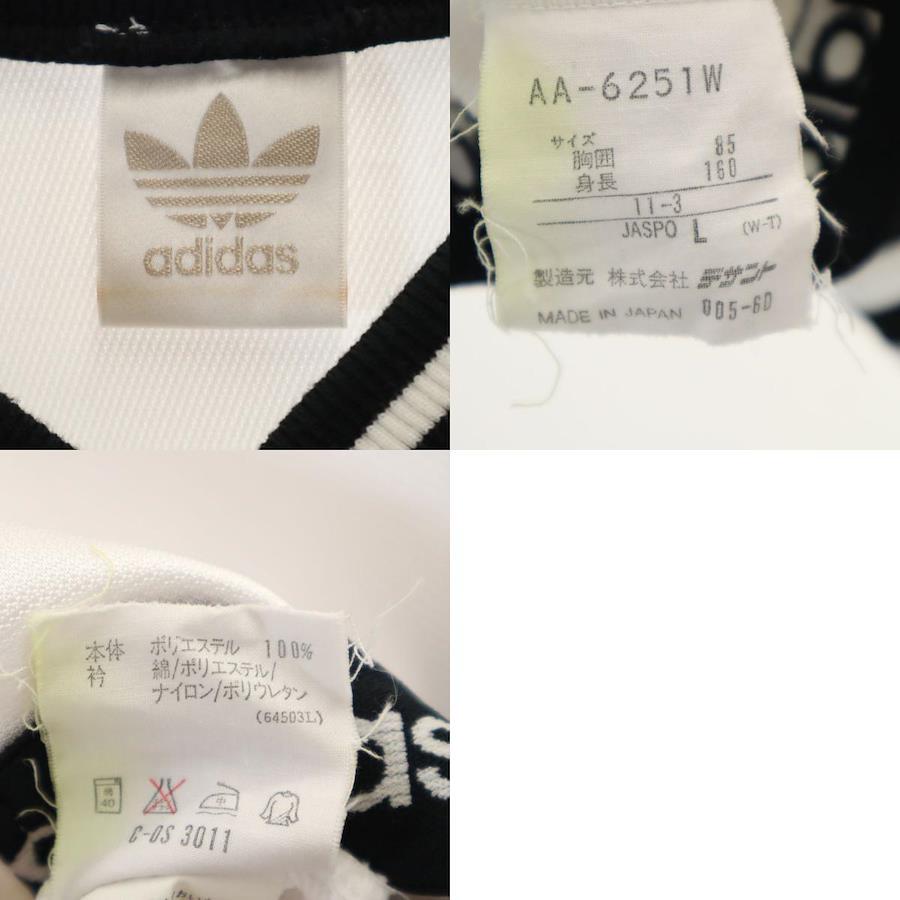 adidas
AA-6251W
サイズ
胸囲 85
身長 160
11-3
JASPO L (W-T)
製造元 株式会社 デサント
MADE IN JAPAN 005-60
本体 ポリエステル 100%
衿 綿/ポリエステル/
ナイロン/ポリウレタン
(64503L)
40
中
C-OS 3011